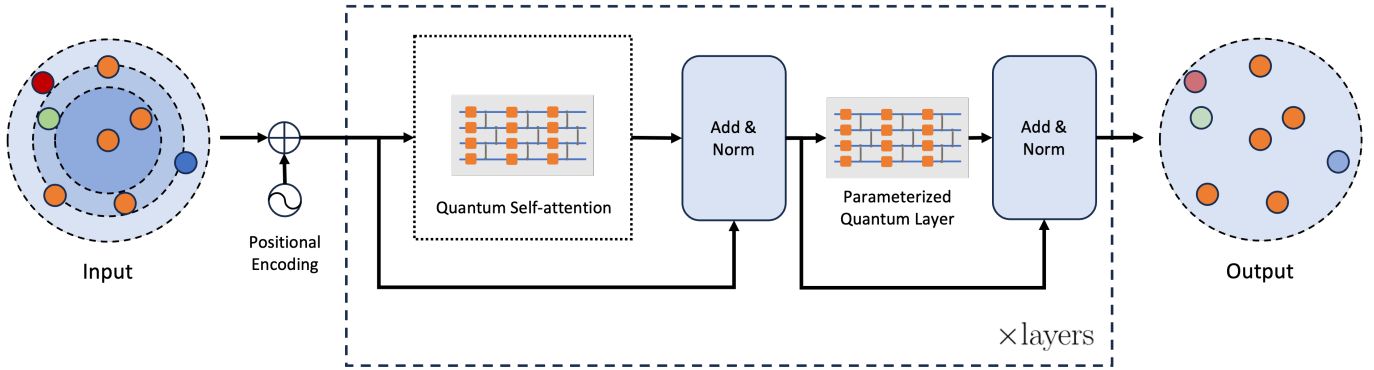 Input
Positional
Encoding
Quantum Self-attention
Add &
Norm
Parameterized
Quantum Layer
Add &
Norm
×layers
Output